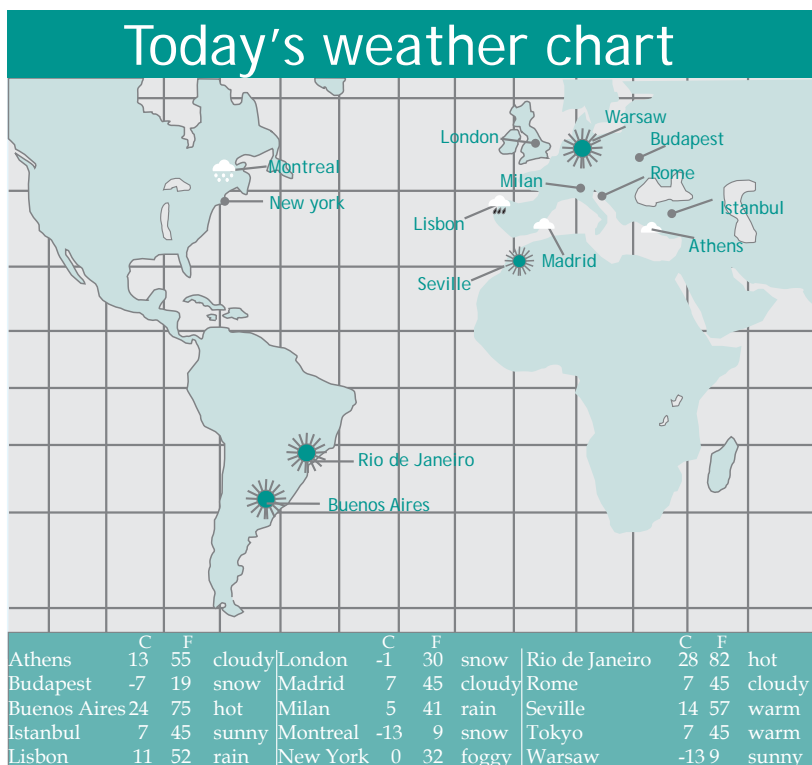 Today's weather chart
Warsaw
London
Budapest
Montreal
Rome
Milan
New york
Istanbul
Lisbon
Athens
Madrid
Seville
Rio de Janeiro
Buenos Aires
C F C F C F
Athens 13 55 cloudy London -1 30 snow Rio de Janeiro 28 82 hot
Budapest -7 19 snow Madrid 7 45 cloudy Rome 7 45 cloudy
Buenos Aires 24 75 hot Milan 5 41 rain Seville 14 57 warm
Istanbul 7 45 sunny Montreal -13 9 snow Tokyo 7 45 warm
Lisbon 11 52 rain New York 0 32 foggy Warsaw -13 9 sunny